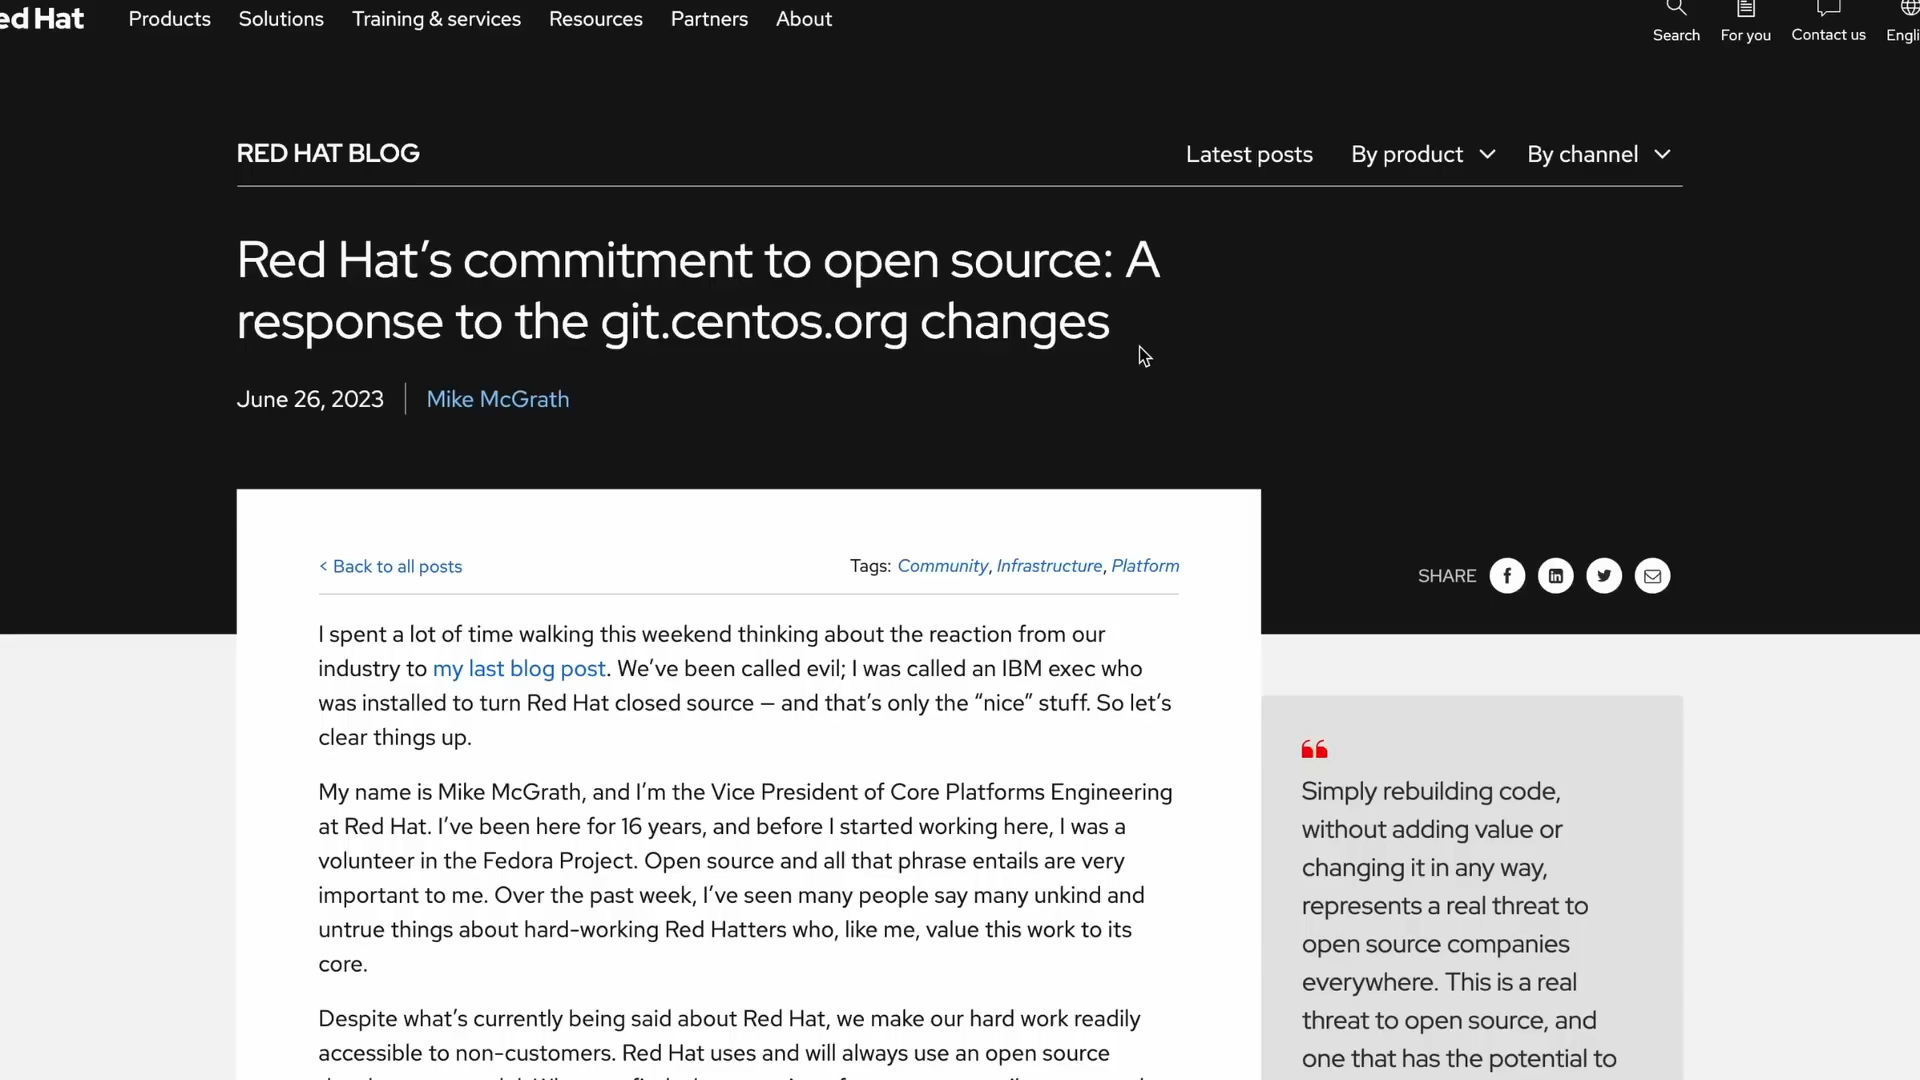 ed Hat
Products Solutions Training & services Resources Partners About
Search For you Contact us Engli
RED HAT BLOG
Latest posts By product By channel
Red Hat’s commitment to open source: A
response to the git.centos.org changes
June 26, 2023 Mike McGrath
< Back to all posts
Tags: Community, Infrastructure, Platform
SHARE
I spent a lot of time walking this weekend thinking about the reaction from our
industry to my last blog post. We’ve been called evil; I was called an IBM exec who
was installed to turn Red Hat closed source — and that’s only the “nice” stuff. So let’s
clear things up.
My name is Mike McGrath, and I’m the Vice President of Core Platforms Engineering
at Red Hat. I’ve been here for 16 years, and before I started working here, I was a
volunteer in the Fedora Project. Open source and all that phrase entails are very
important to me. Over the past week, I’ve seen many people say many unkind and
untrue things about hard-working Red Hatters who, like me, value this work to its
core.
Despite what’s currently being said about Red Hat, we make our hard work readily
accessible to non-customers. Red Hat uses and will always use an open source
Simply rebuilding code,
without adding value or
changing it in any way,
represents a real threat to
open source companies
everywhere. This is a real
threat to open source, and
one that has the potential to